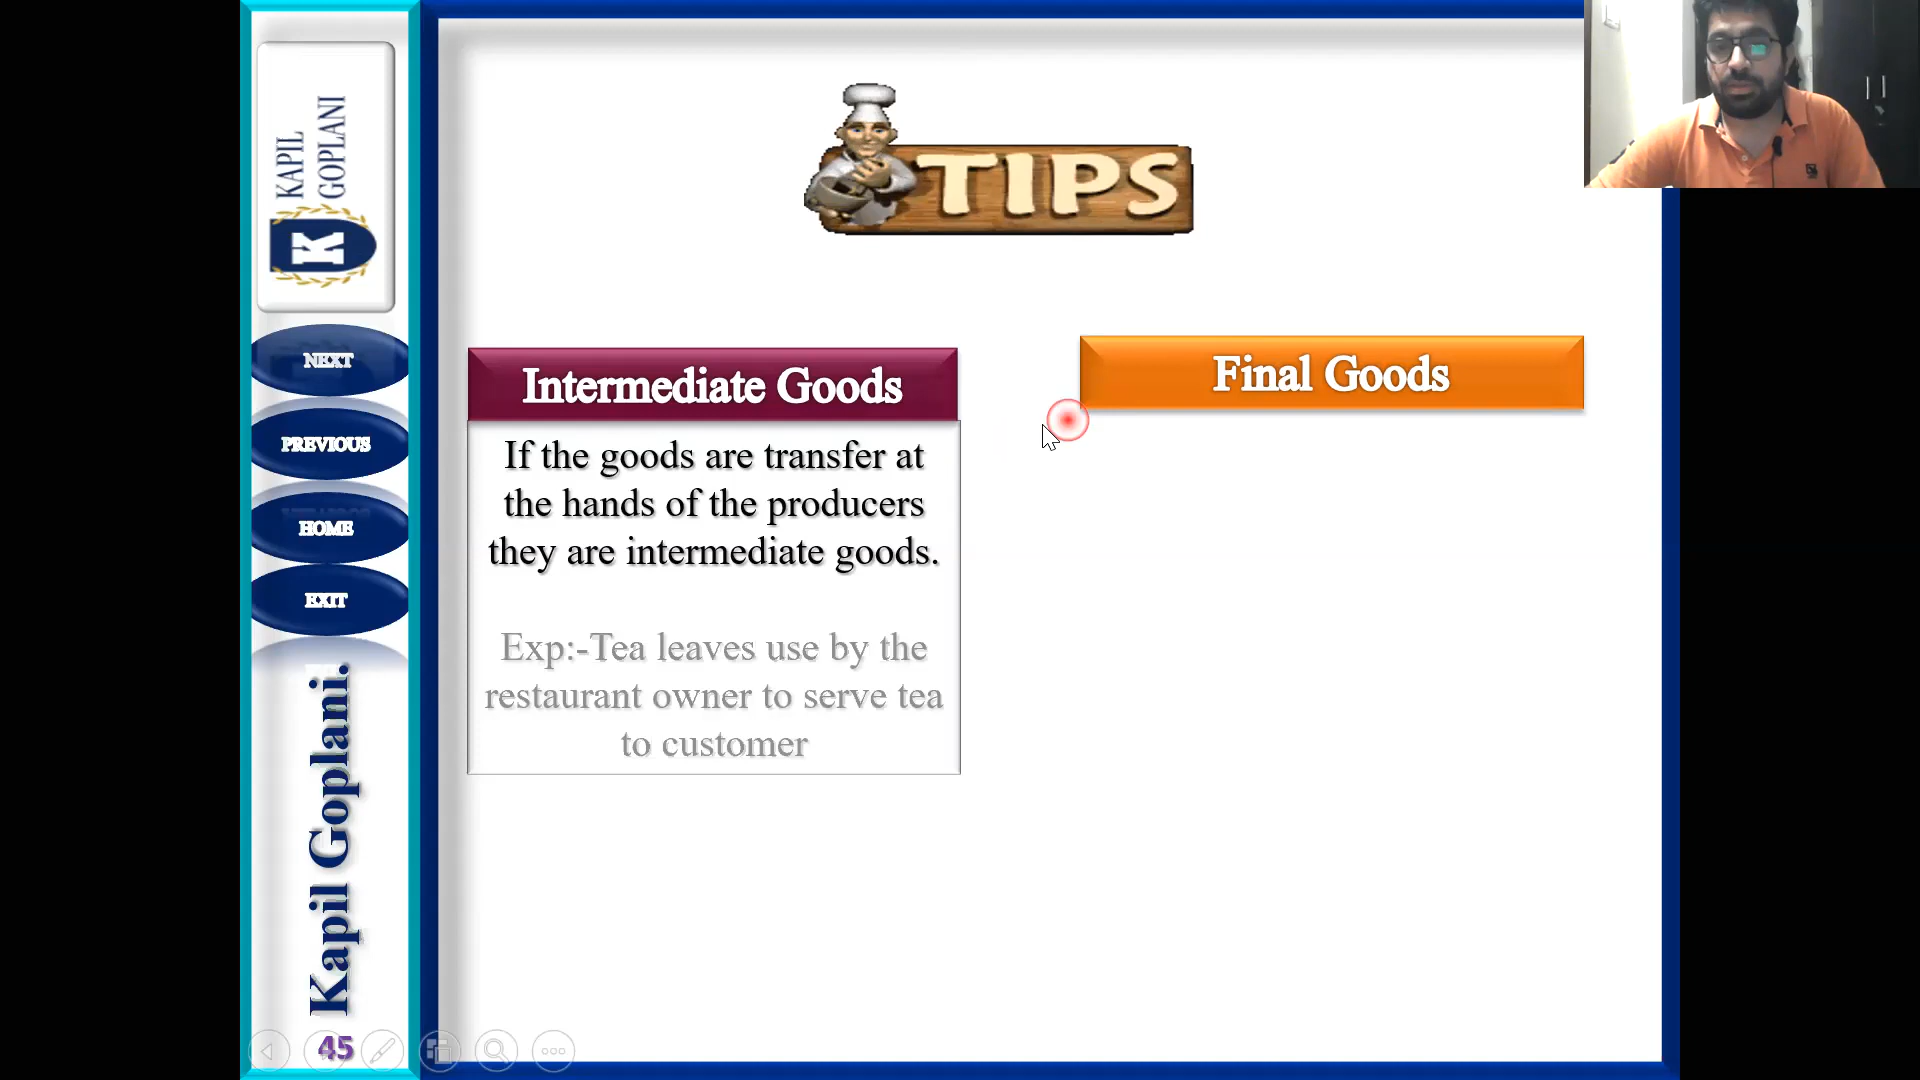 KAPIL
GOPLANI
K
NEXT
PREVIOUS
HOME
EXIT
Kapil Goplani.
45
TIPS
Intermediate Goods
If the goods are transfer at
the hands of the producers
they are intermediate goods.
Exp:-Tea leaves use by the
restaurant owner to serve tea
to customer
Final Goods